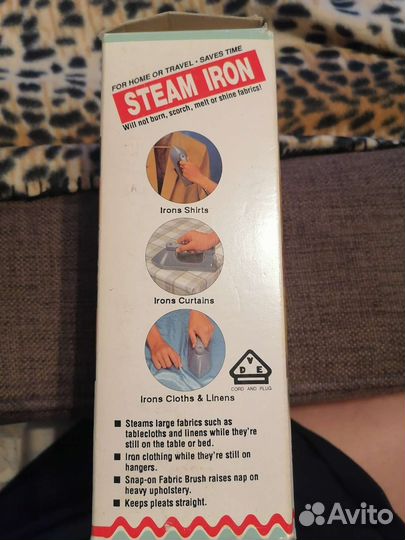 FOR HOME OR TRAVEL - SAVES TIME
STEAM IRON
Will not burn, scorch, melt or shine fabrics!
Irons Shirts
Irons Curtains
V
D E
CORD AND PLUG
Irons Cloths & Linens
■ Steams large fabrics such as
tablecloths and linens while they're
still on the table or bed.
■ Iron clothing while they're still on
hangers.
■ Snap-on Fabric Brush raises nap on
heavy upholstery.
■ Keeps pleats straight.
Avito